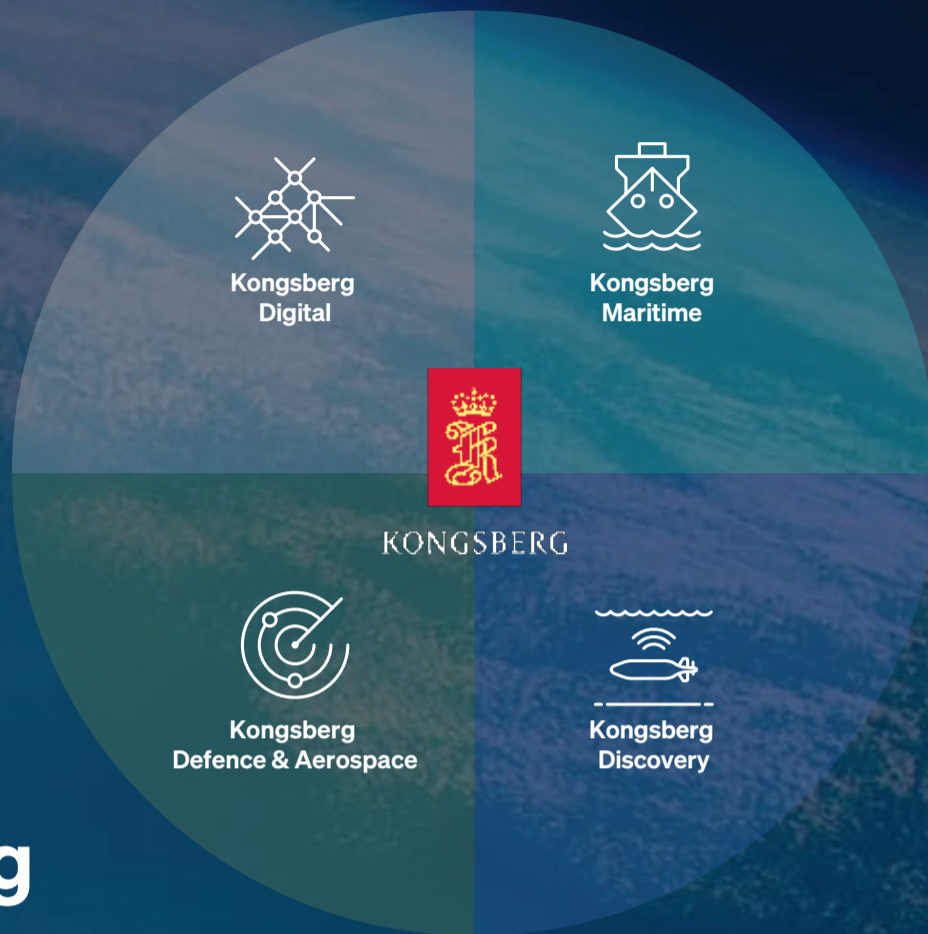 Kongsberg
Digital
Kongsberg
Maritime
KONGSBERG
Kongsberg
Defence & Aerospace
Kongsberg
Discovery
g